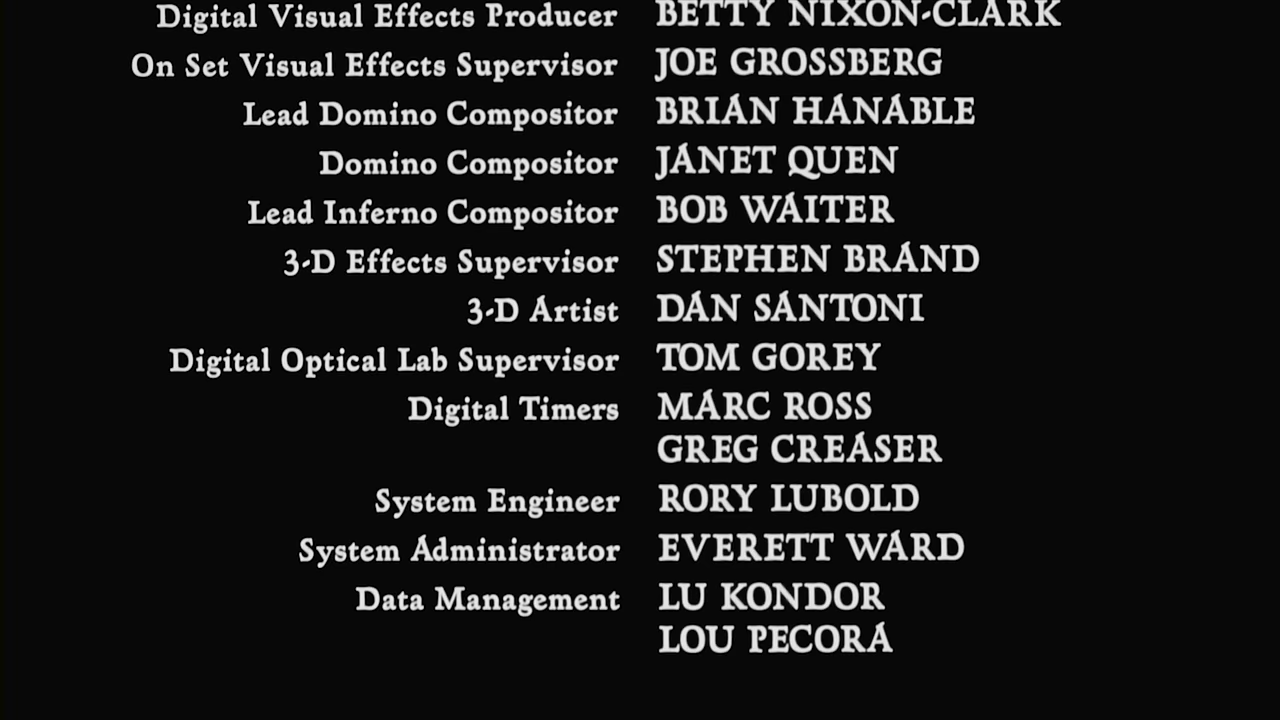 Digital Visual Effects Producer BETTY NIXON-CLARK
On Set Visual Effects Supervisor JOE GROSSBERG
Lead Domino Compositor BRIAN HANABLE
Domino Compositor JANET QUEN
Lead Inferno Compositor BOB WAITER
3-D Effects Supervisor STEPHEN BRAND
3-D Artist DAN SANTONI
Digital Optical Lab Supervisor TOM GOREY
Digital Timers MARC ROSS
GREG CREASER
System Engineer RORY LUBOLD
System Administrator EVERETT WARD
Data Management LU KONDOR
LOU PECORA